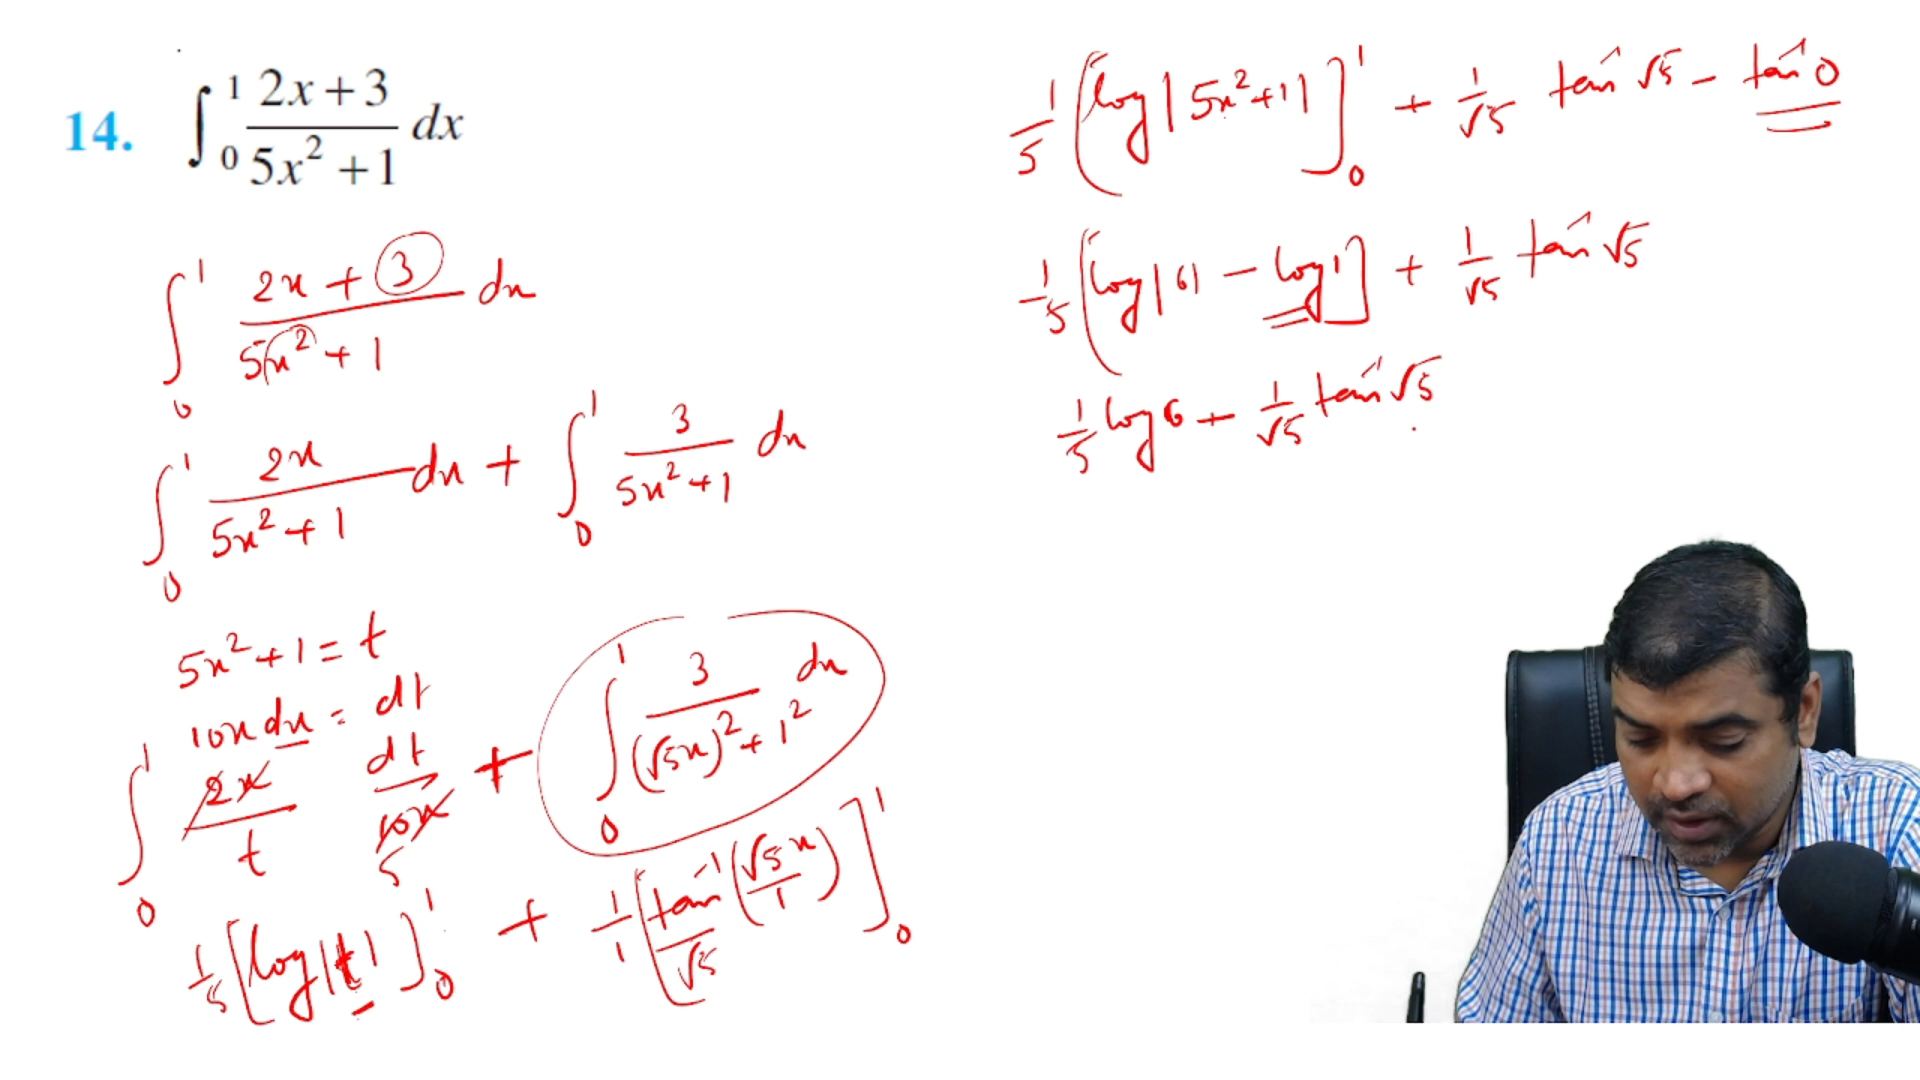 14. ∫₀¹ (2x+3)/(5x²+1) dx
∫₀¹ (2x + 3)/(5x² + 1) dx
∫₀¹ 2x/(5x² + 1) dx + ∫₀¹ 3/(5x² + 1) dx
5x² + 1 = t
10x dx = dt
∫₀¹ 2x/t dt/10x 5 + ∫₀¹ 3/((√5x)² + 1²) dx
1/5 [log|t|]₀¹ + 1/1 [tan⁻¹/√5 (√5x/1)]₀¹
1/5 [log|5x²+1|]₀¹ + 1/√5 tan⁻¹ √5 - tan⁻¹ 0
1/5 [log|6| - log 1] + 1/√5 tan⁻¹ √5
1/5 log 6 + 1/√5 tan⁻¹ √5